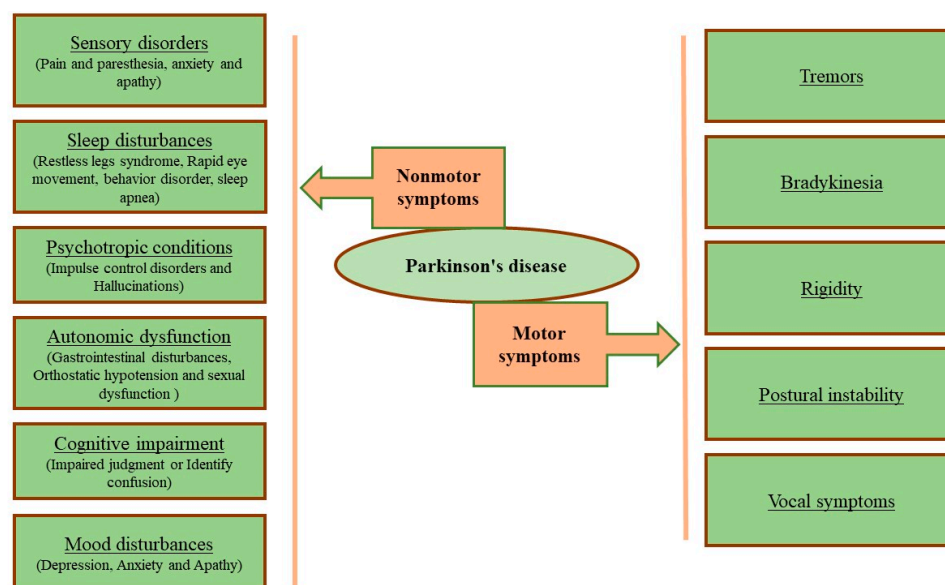 Sensory disorders
(Pain and paresthesia, anxiety and
apathy)
Sleep disturbances
(Restless legs syndrome, Rapid eye
movement, behavior disorder, sleep
apnea)
Psychotropic conditions
(Impulse control disorders and
Hallucinations)
Autonomic dysfunction
(Gastrointestinal disturbances,
Orthostatic hypotension and sexual
dysfunction )
Cognitive impairment
(Impaired judgment or Identify
confusion)
Mood disturbances
(Depression, Anxiety and Apathy)
Nonmotor
symptoms
Parkinson's disease
Motor
symptoms
Tremors
Bradykinesia
Rigidity
Postural instability
Vocal symptoms